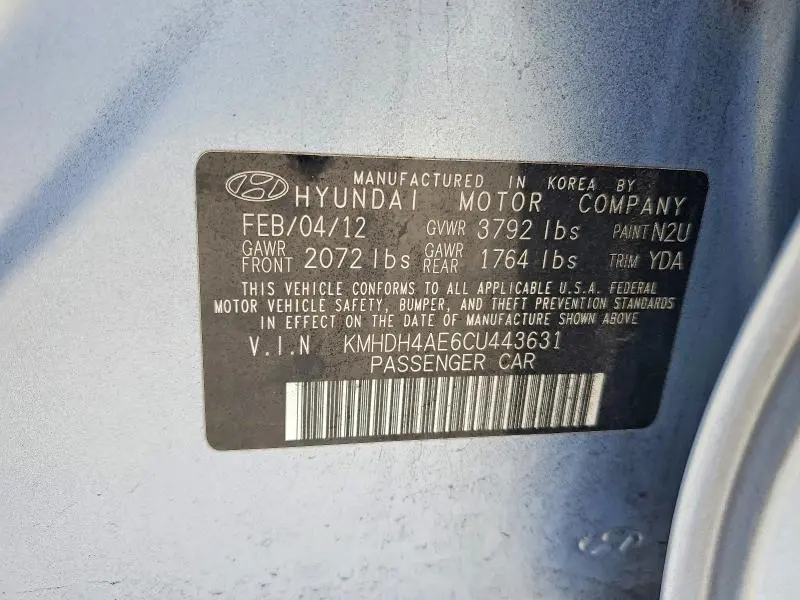 MANUFACTURED IN KOREA BY
HYUNDAI MOTOR COMPANY
FEB/04/12 GVWR 3792 lbs PAINT N2U
GAWR FRONT 2072 lbs GAWR REAR 1764 lbs TRIM YDA
THIS VEHICLE CONFORMS TO ALL APPLICABLE U.S.A. FEDERAL
MOTOR VEHICLE SAFETY, BUMPER, AND THEFT PREVENTION STANDARDS
IN EFFECT ON THE DATE OF MANUFACTURE SHOWN ABOVE
V.I.N KMHDH4AE6CU443631
PASSENGER CAR